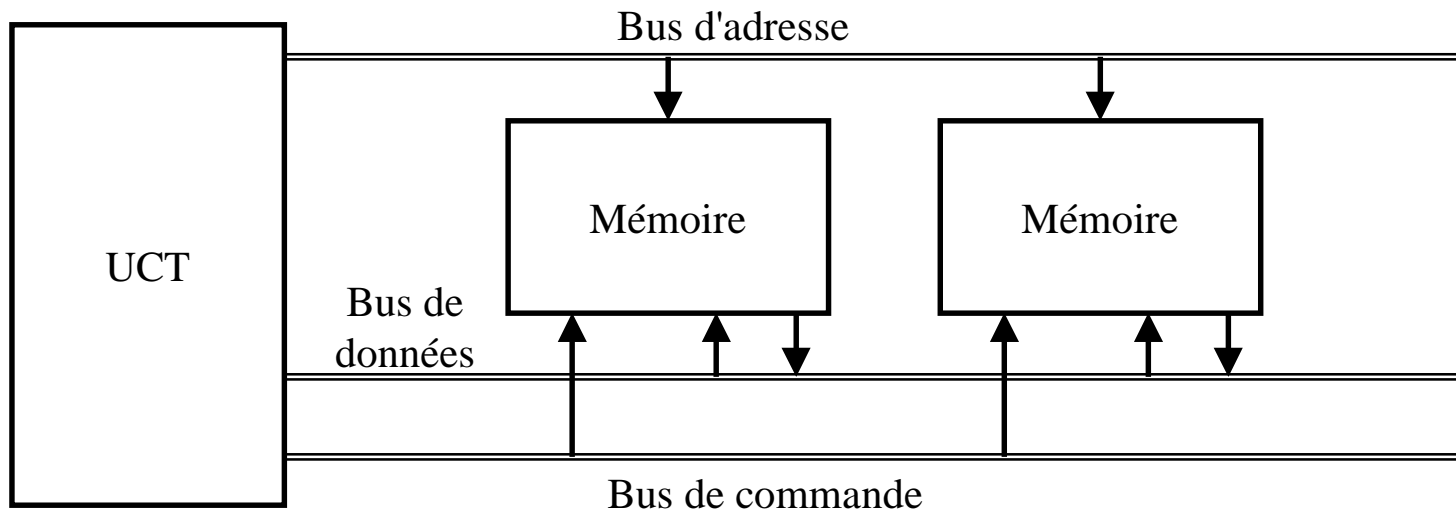 Bus d'adresse
Mémoire
Mémoire
UCT
Bus de
données
Bus de commande